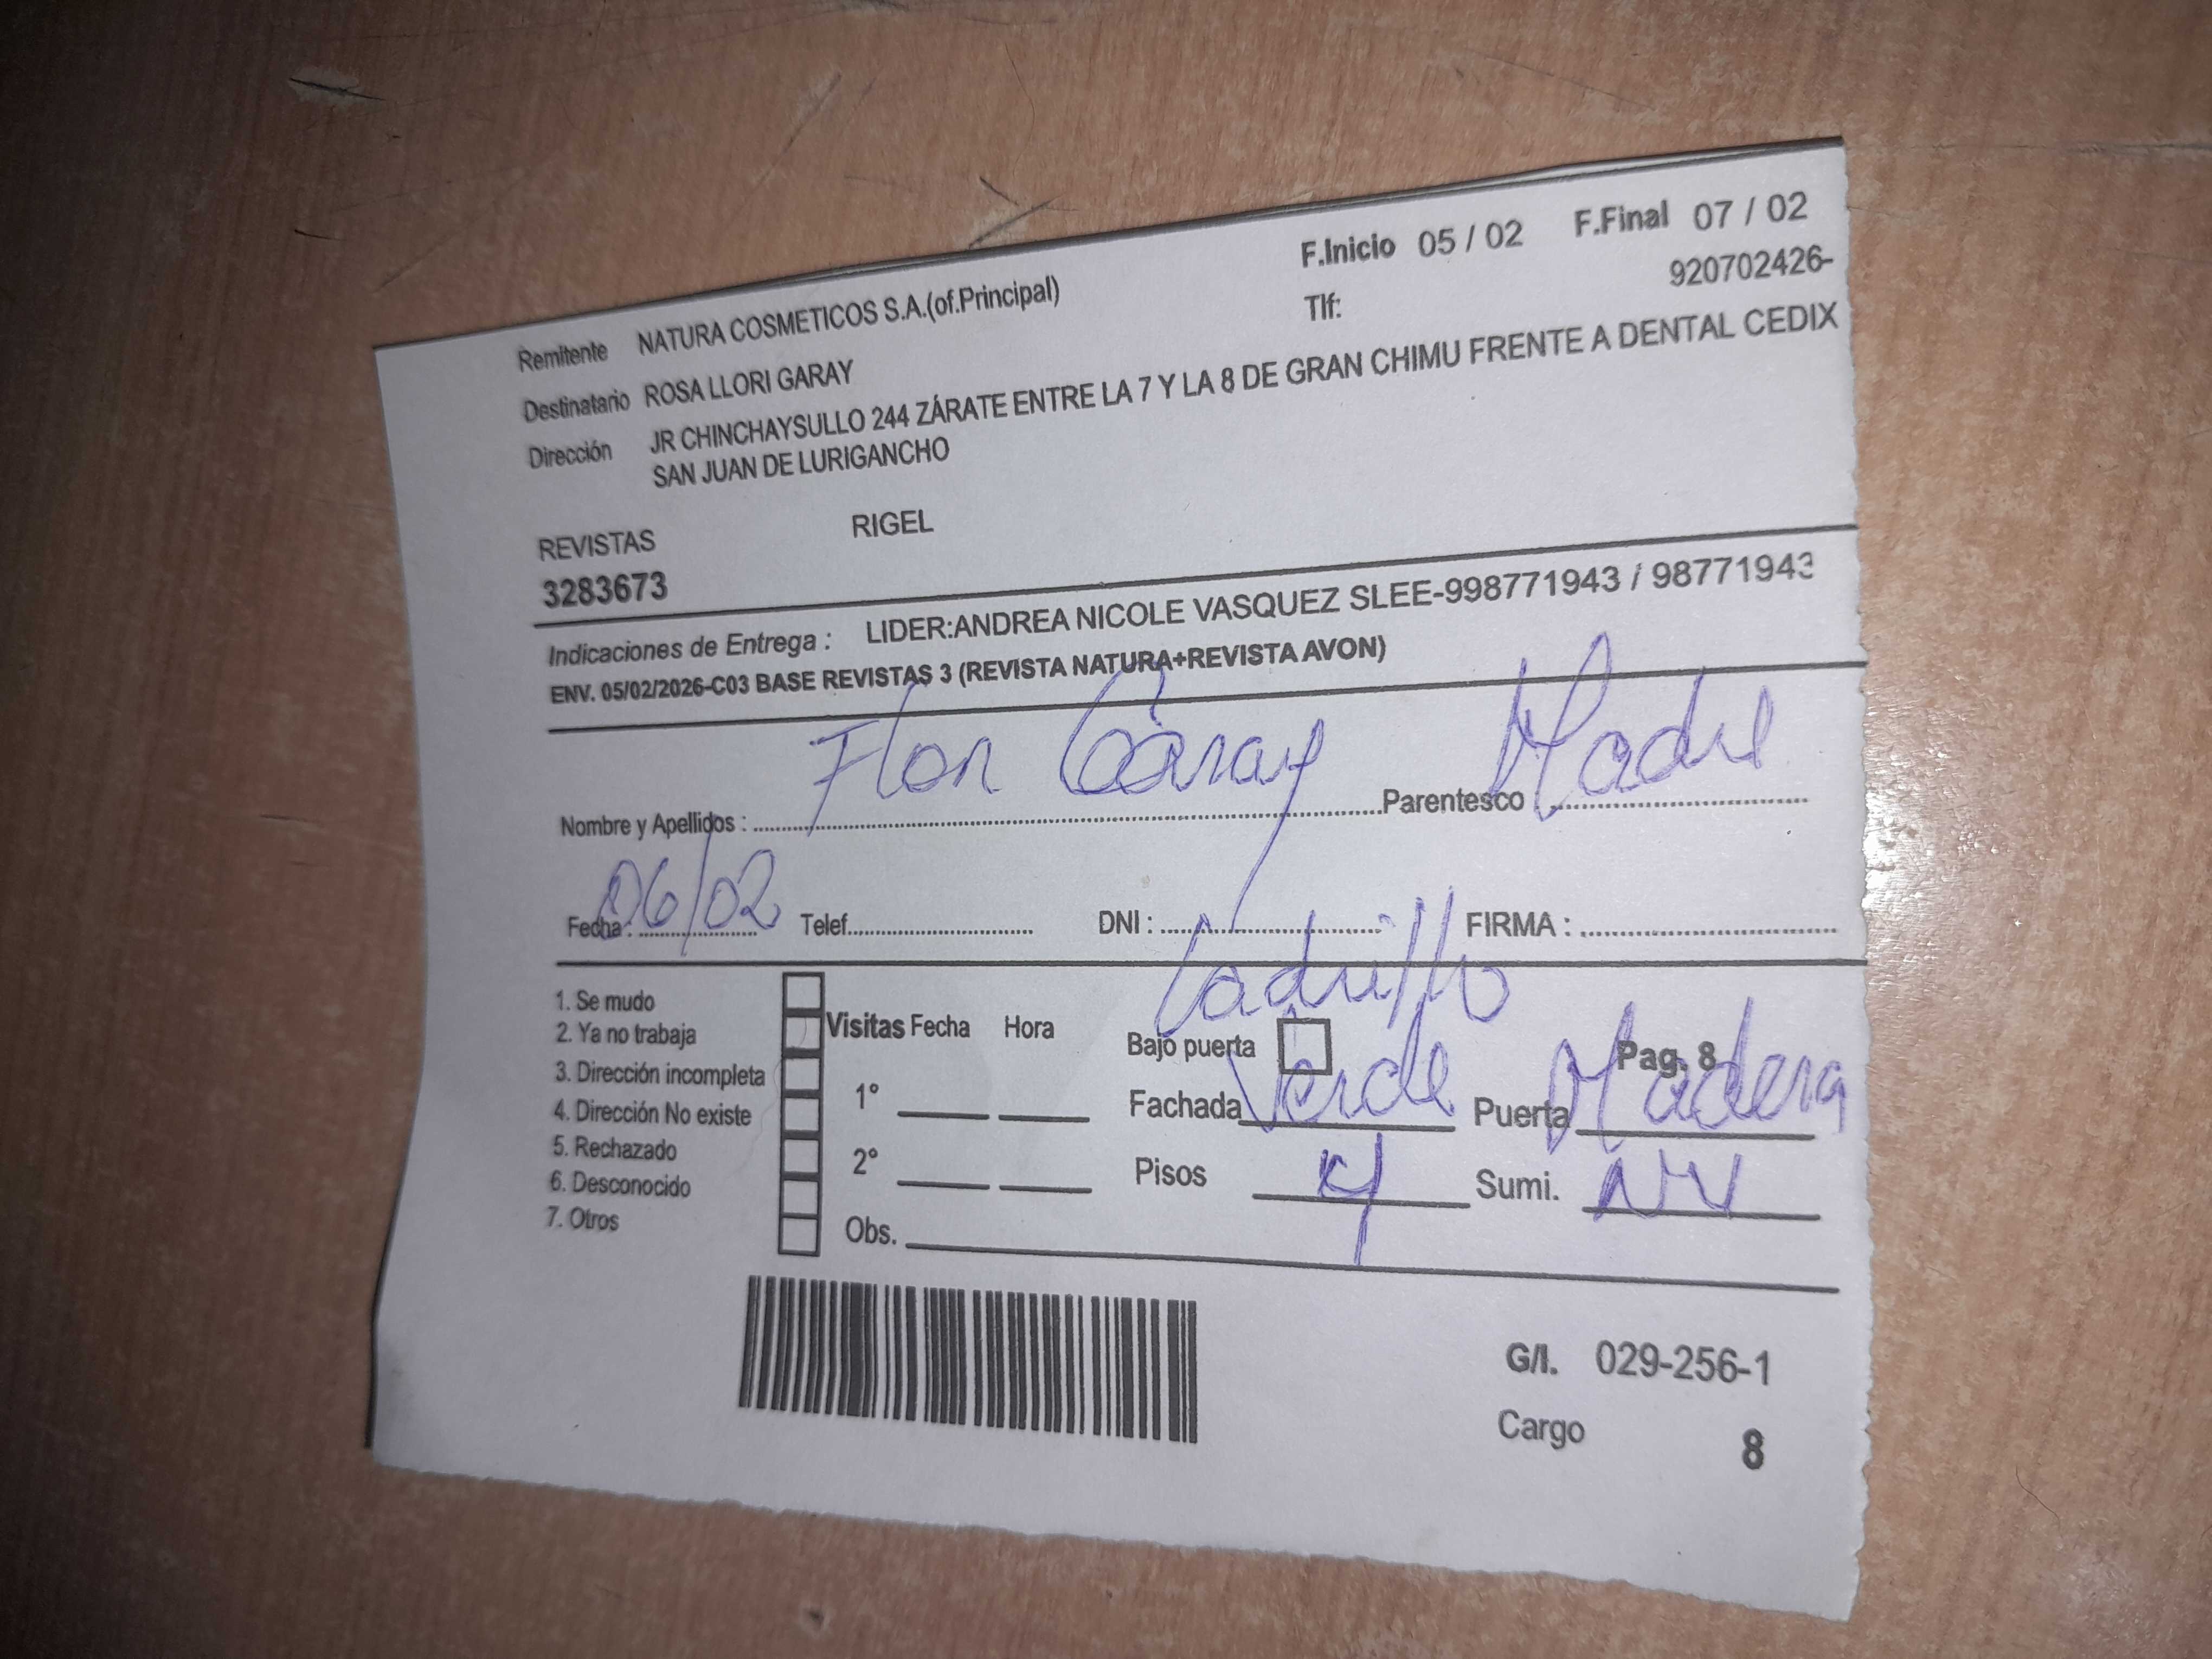 F.Inicio 05 / 02 F.Final 07 / 02
Remitente NATURA COSMETICOS S.A.(of.Principal) Tlf: 920702426-
Destinatario ROSA LLORI GARAY
Dirección JR CHINCHAYSULLO 244 ZÁRATE ENTRE LA 7 Y LA 8 DE GRAN CHIMU FRENTE A DENTAL CEDIX
SAN JUAN DE LURIGANCHO
REVISTAS RIGEL
3283673
Indicaciones de Entrega : LIDER:ANDREA NICOLE VASQUEZ SLEE-998771943 / 98771943
ENV. 05/02/2026-C03 BASE REVISTAS 3 (REVISTA NATURA+REVISTA AVON)
Nombre y Apellidos : Flor Garay Parentesco : Madre
Fecha : 06/02 Telef. DNI : FIRMA :
Ladrillo
1. Se mudo
2. Ya no trabaja
3. Dirección incompleta
4. Dirección No existe
5. Rechazado
6. Desconocido
7. Otros
Visitas Fecha Hora
1°
2°
Obs.
Bajo puerta Pag. 8
Fachada Verde Puerta Madera
Pisos 4 Sumi. NV
G/I. 029-256-1
Cargo 8